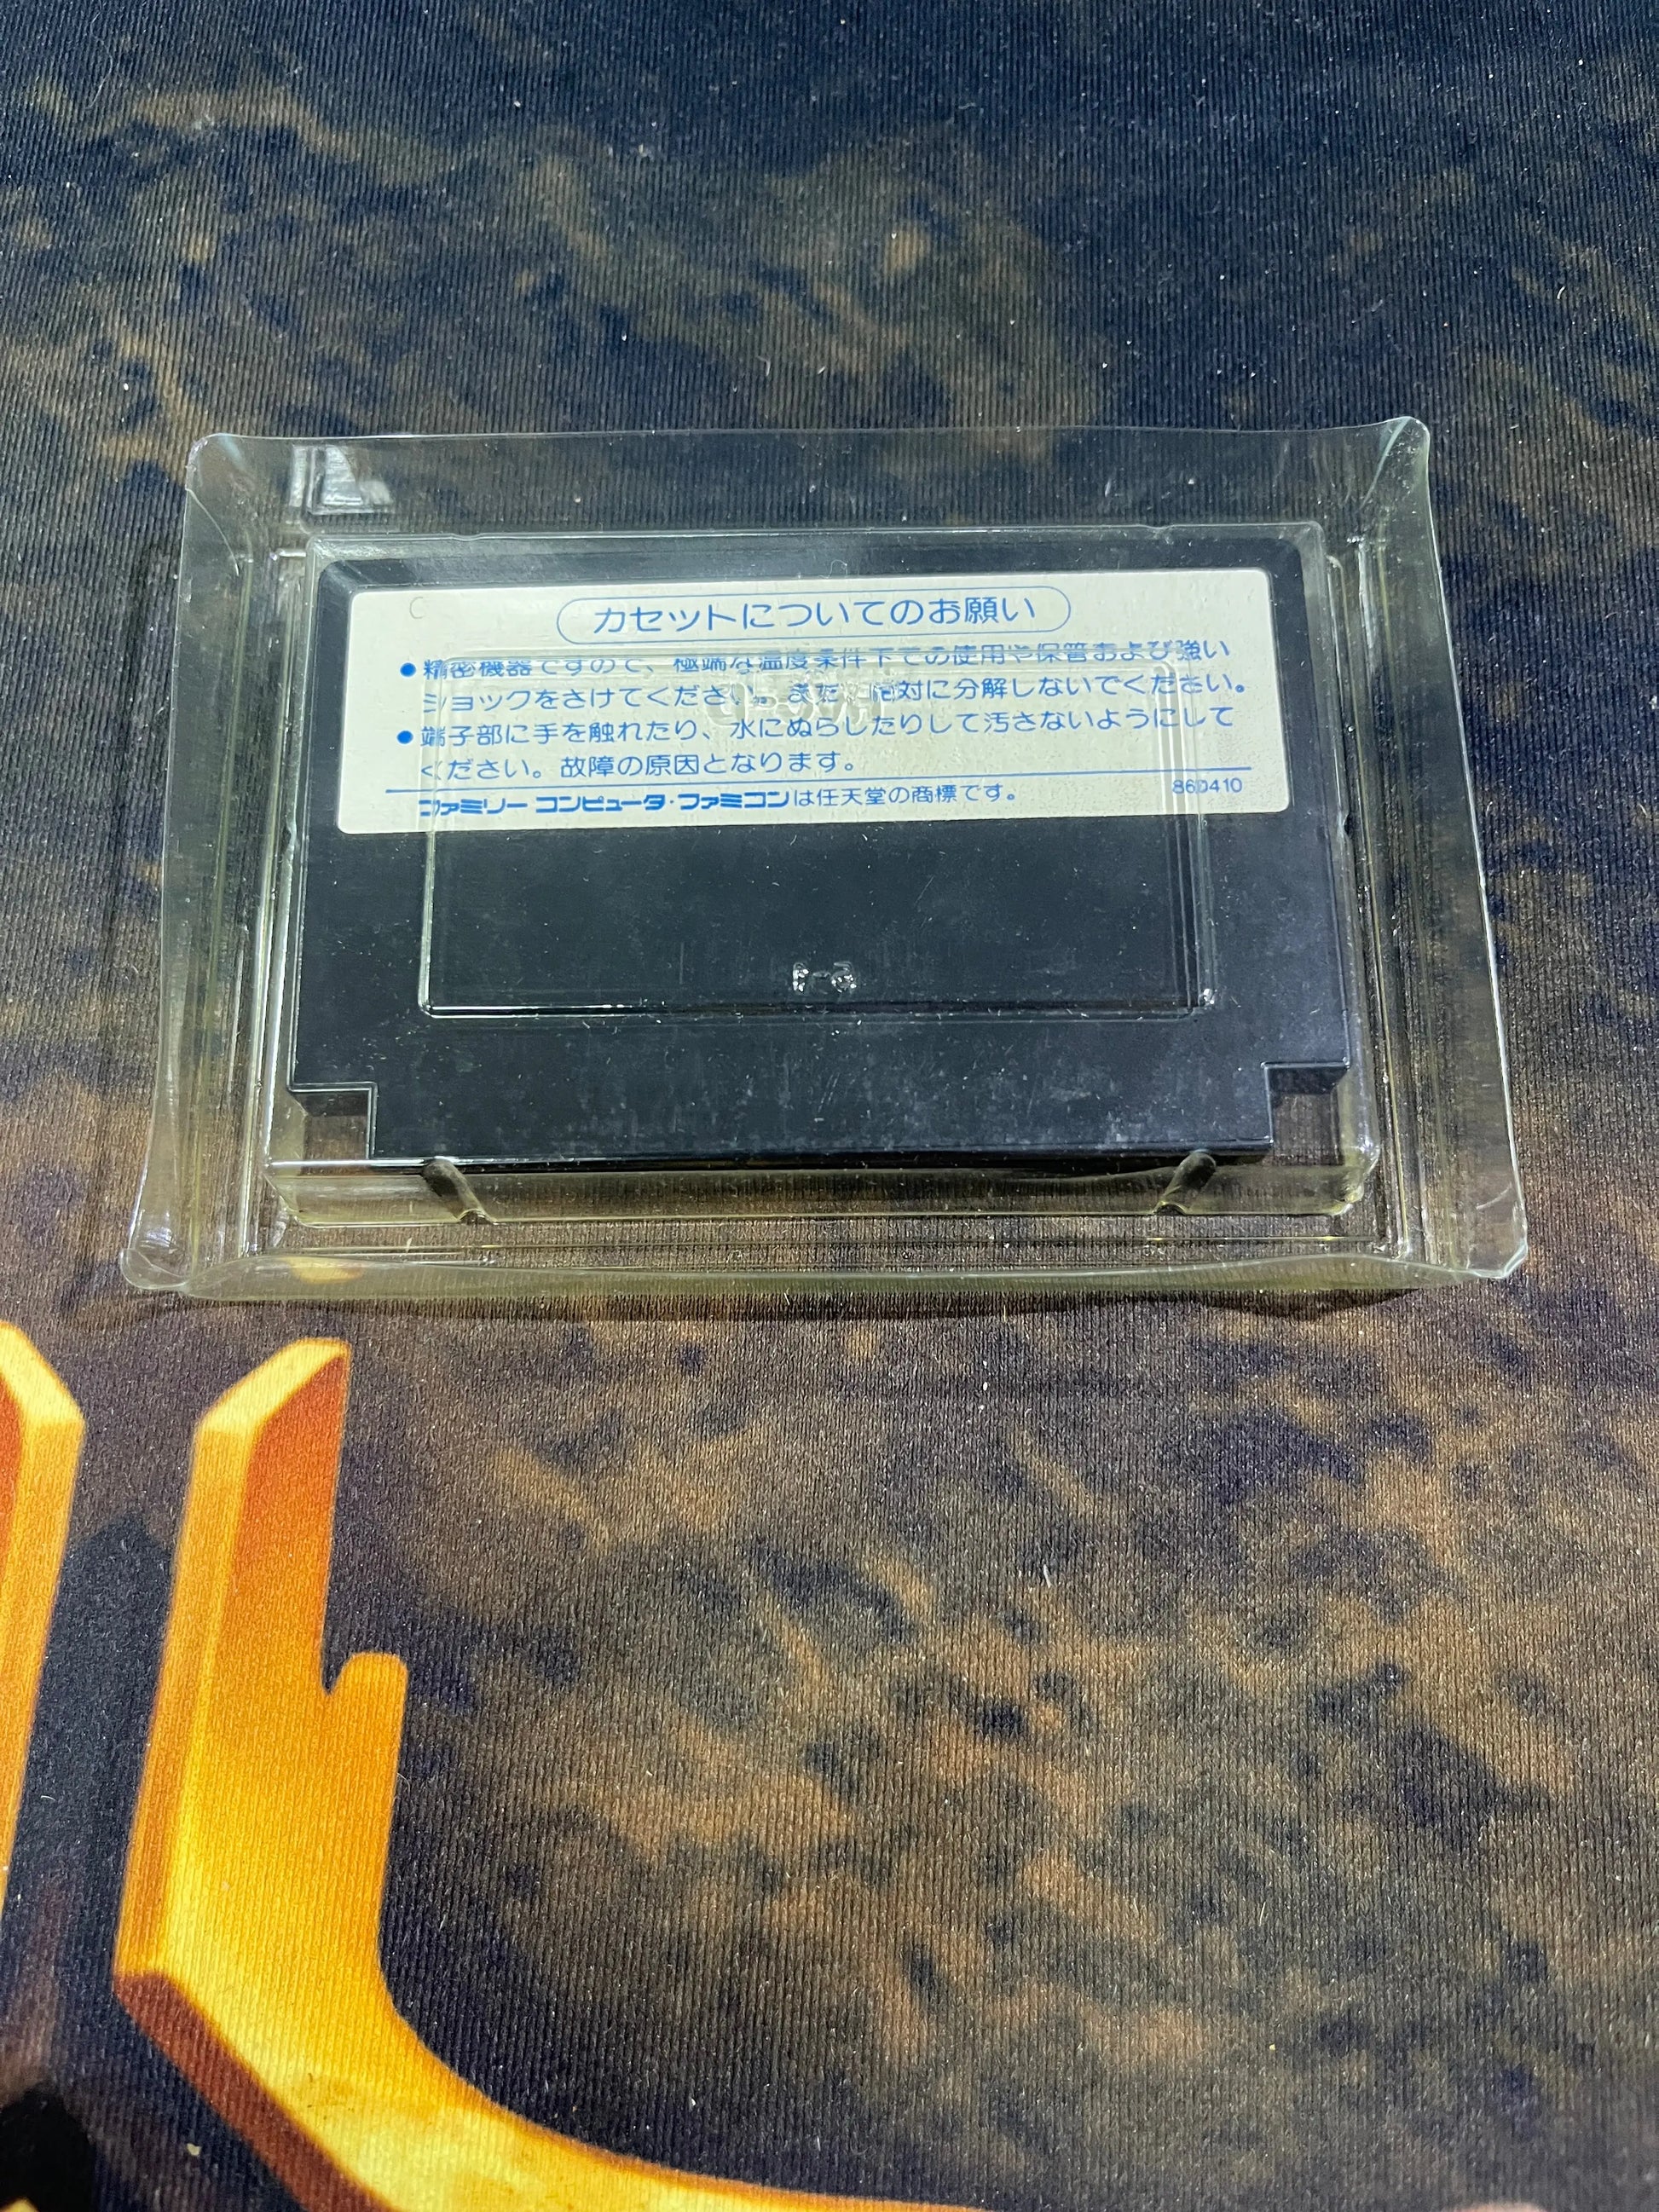 C
カセットについてのお願い
●精密機器ですので、極端な温度条件下での使用や保管および強い
ショックをさけてください。また、絶対に分解しないでください。
●端子部に手を触れたり、水にぬらしたりして汚さないようにして
ください。故障の原因となります。
ファミリー コンピュータ・ファミコンは任天堂の商標です。 860410